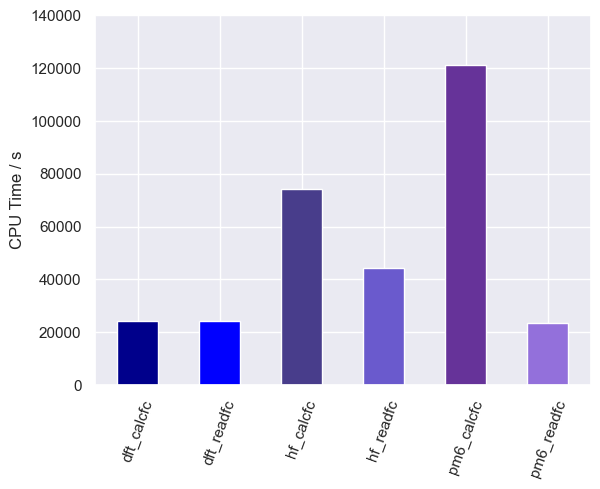 140000
120000
100000
80000
60000
40000
20000
0
CPU Time / s
dft_calcfc
dft_readfc
hf_calcfc
hf_readfc
pm6_calcfc
pm6_readfc